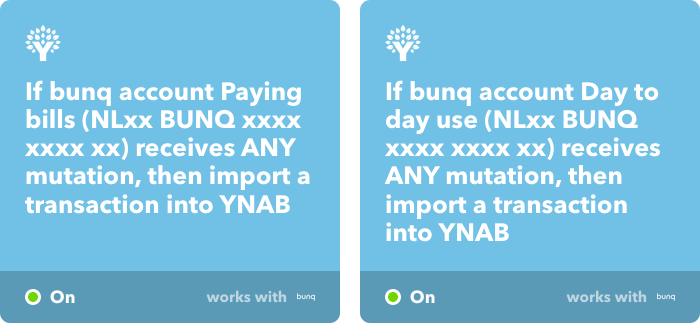 If bunq account Paying
bills (NLxx BUNQ xxxx
xxxx xx) receives ANY
mutation, then import a
transaction into YNAB
On
works with bunq
If bunq account Day to
day use (NLxx BUNQ
xxxx xxxx xx) receives
ANY mutation, then
import a transaction
into YNAB
On
works with bunq